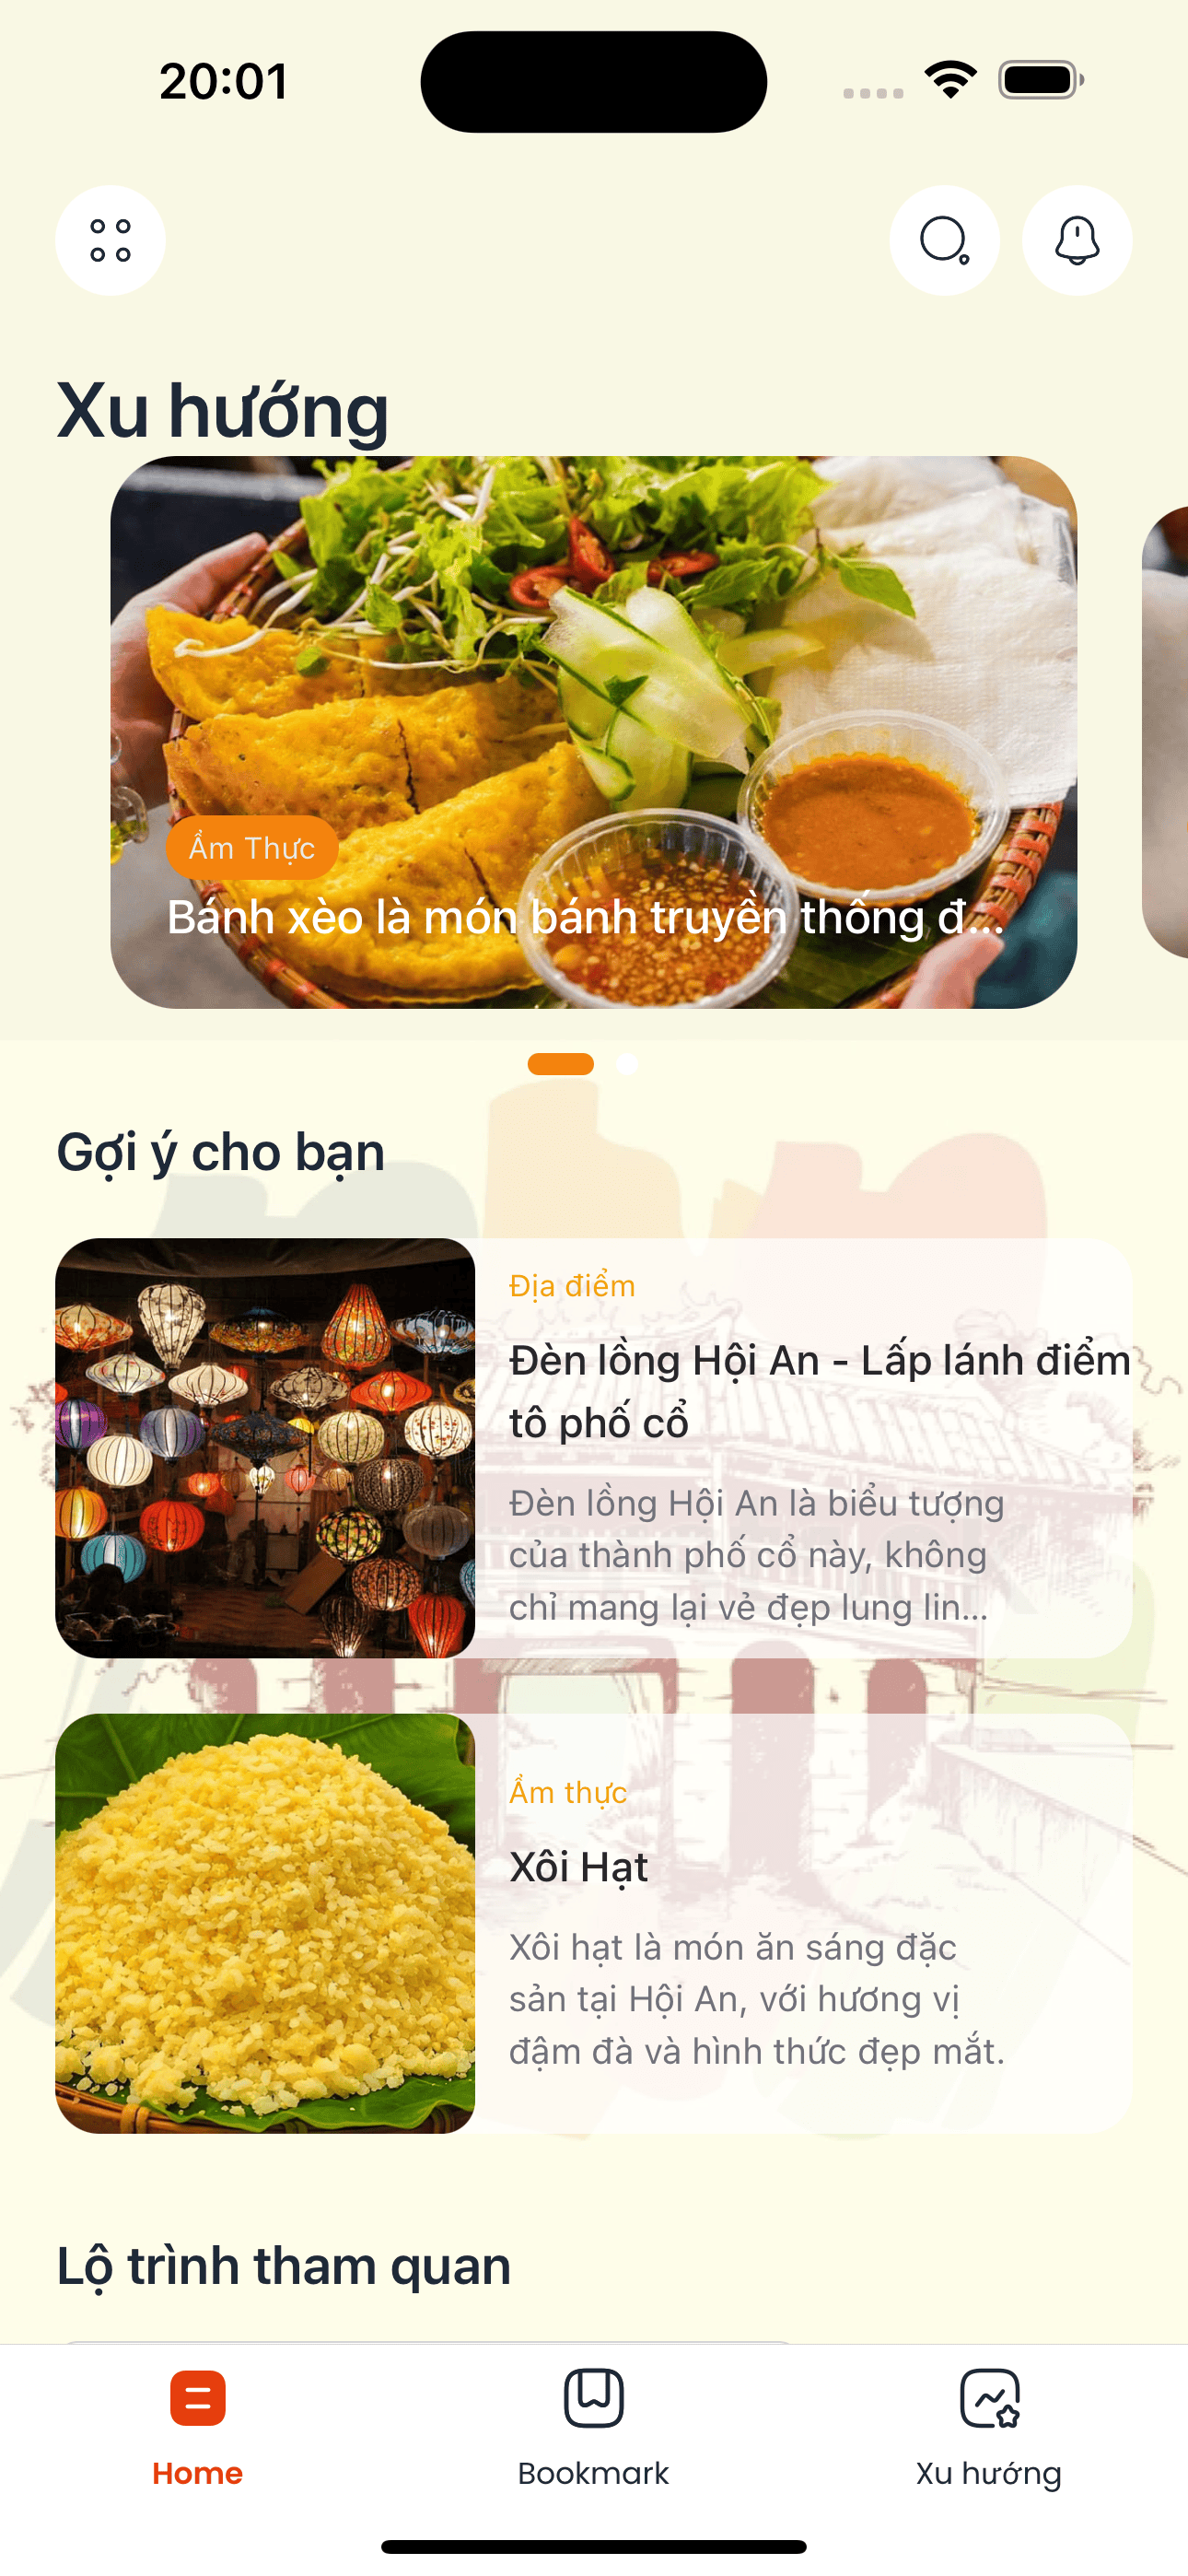 20:01
Xu hướng
Ẩm Thực
Bánh xèo là món bánh truyền thống đ...
Gợi ý cho bạn
Địa điểm
Đèn lồng Hội An - Lấp lánh điểm
tô phố cổ
Đèn lồng Hội An là biểu tượng
của thành phố cổ này, không
chỉ mang lại vẻ đẹp lung lin...
Ẩm thực
Xôi Hạt
Xôi hạt là món ăn sáng đặc
sản tại Hội An, với hương vị
đậm đà và hình thức đẹp mắt.
Lộ trình tham quan
Home
Bookmark
Xu hướng